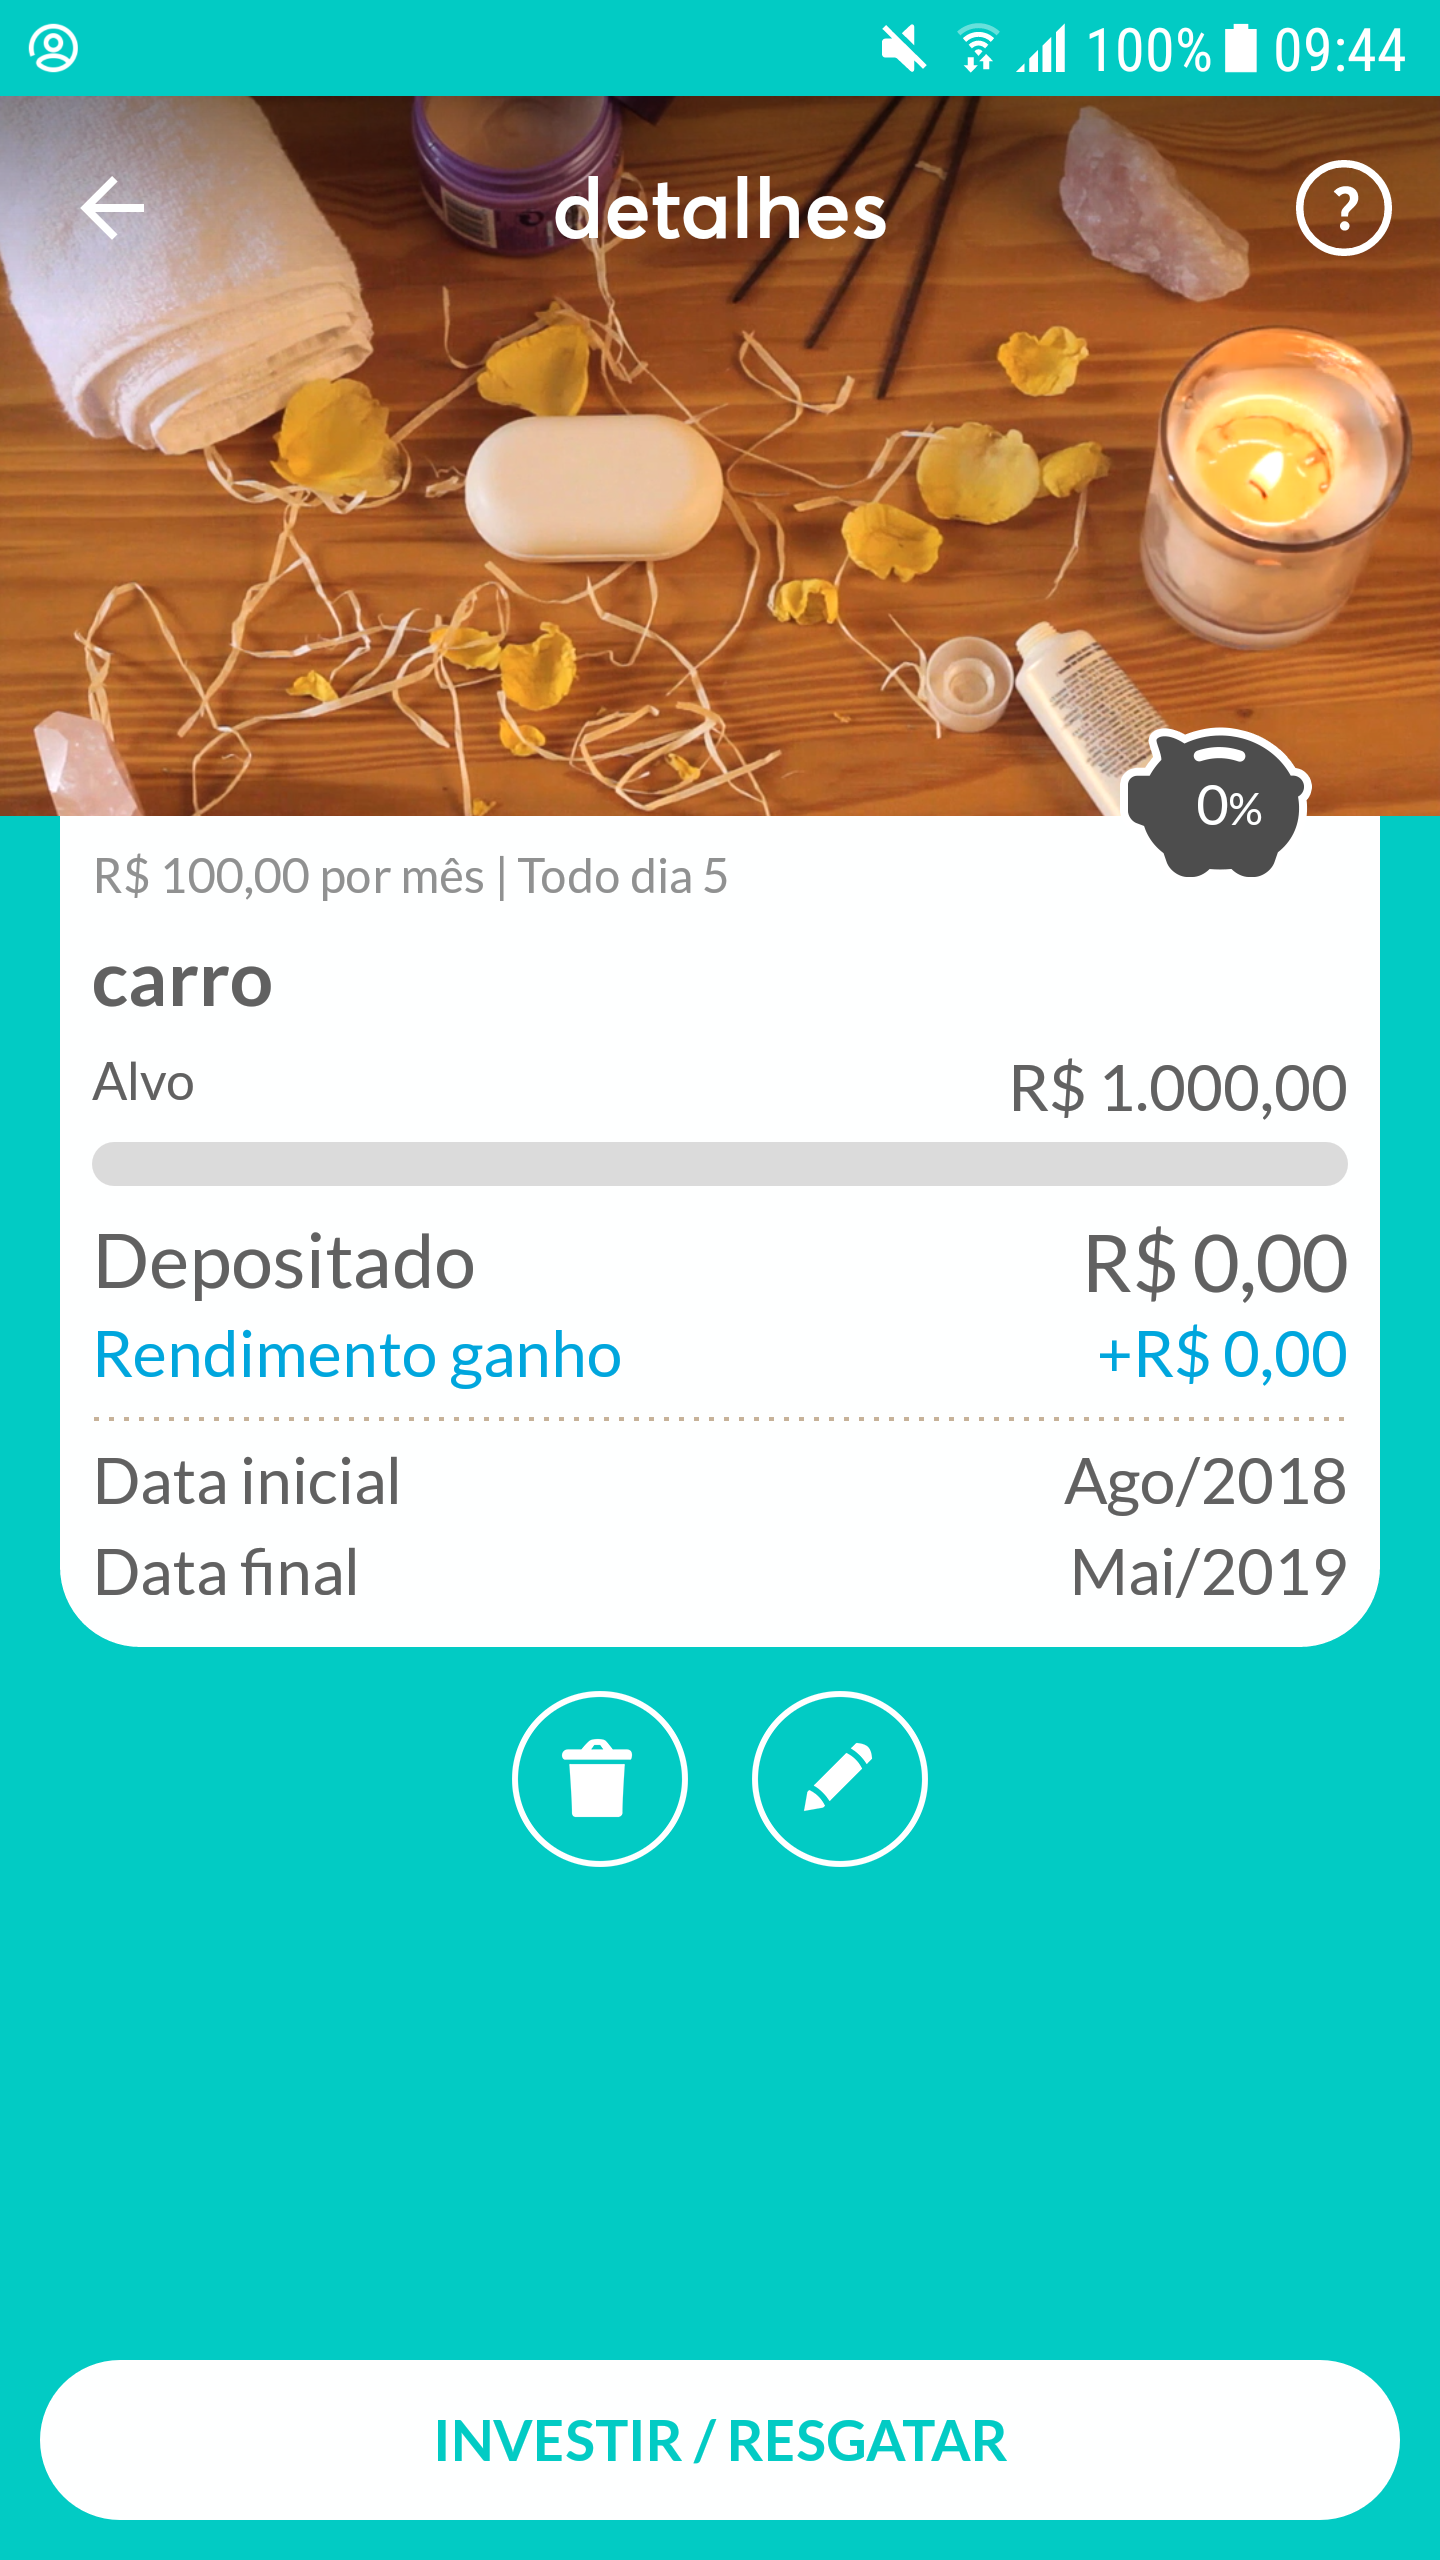 100% 09:44
detalhes ?
0%
R$ 100,00 por mês | Todo dia 5
carro
Alvo R$ 1.000,00
Depositado R$ 0,00
Rendimento ganho +R$ 0,00
Data inicial Ago/2018
Data final Mai/2019
INVESTIR / RESGATAR